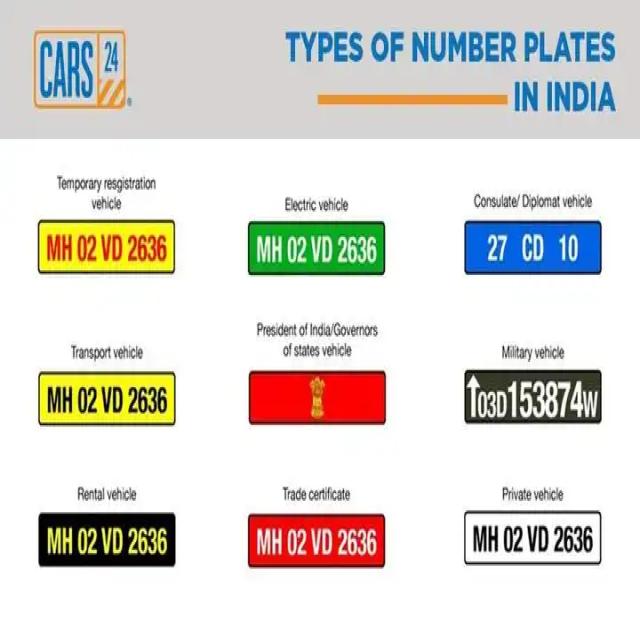 CARS 24
TYPES OF NUMBER PLATES
IN INDIA
Temporary resgistration
vehicle
MH 02 VD 2636
Electric vehicle
MH 02 VD 2636
Consulate/ Diplomat vehicle
27 CD 10
Transport vehicle
MH 02 VD 2636
President of India/Governors
of states vehicle
Military vehicle
↑03D153874W
Rental vehicle
MH 02 VD 2636
Trade certificate
MH 02 VD 2636
Private vehicle
MH 02 VD 2636